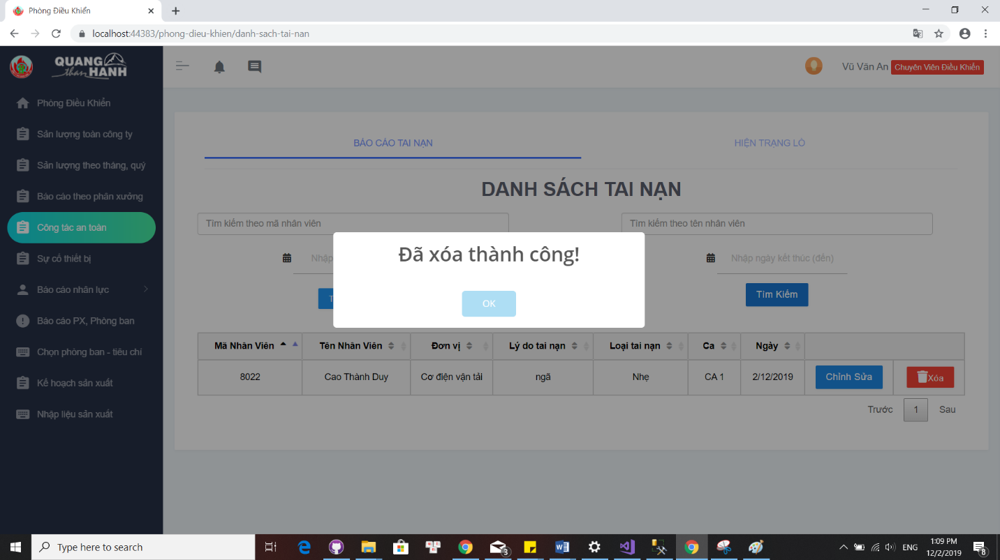 Phòng Điều Khiển
localhost:44383/phong-dieu-khien/danh-sach-tai-nan
QUANG
than HANH
Vũ Văn An Chuyên Viên Điều Khiển
Phòng Điều Khiển
Sản lượng toàn công ty
Sản lượng theo tháng, quý
Báo cáo theo phân xưởng
Công tác an toàn
Sự cố thiết bị
Báo cáo nhân lực
Báo cáo PX, Phòng ban
Chọn phòng ban - tiêu chí
Kế hoạch sản xuất
Nhập liệu sản xuất
BÁO CÁO TAI NẠN HIỆN TRẠNG LÒ
DANH SÁCH TAI NẠN
Tìm kiếm theo mã nhân viên Tìm kiếm theo tên nhân viên
Đã xóa thành công!
Nhập Nhập ngày kết thúc (đến)
Tìm Kiếm
OK
Mã Nhân Viên Tên Nhân Viên Đơn vị Lý do tai nạn Loại tai nạn Ca Ngày
8022 Cao Thành Duy Cơ điện vận tải ngã Nhẹ CA 1 2/12/2019 Chỉnh Sửa Xóa
Trước 1 Sau
Type here to search
3
ENG
1:09 PM
12/2/2019
8